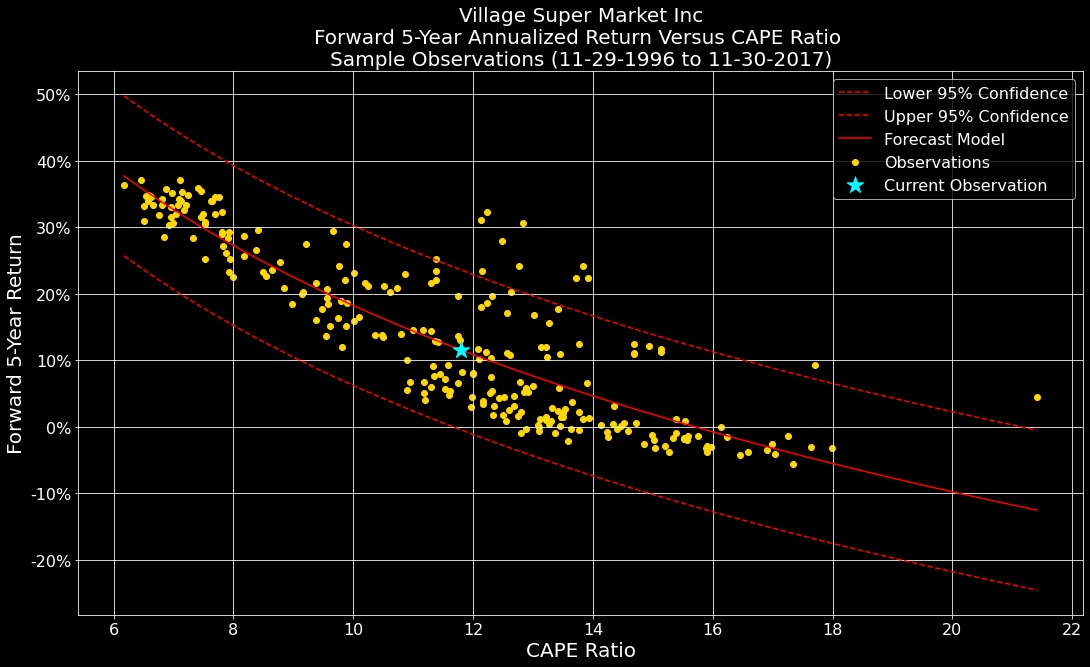 Village Super Market Inc
Forward 5-Year Annualized Return Versus CAPE Ratio
Sample Observations (11-29-1996 to 11-30-2017)
Lower 95% Confidence
Upper 95% Confidence
Forecast Model
Observations
Current Observation
Forward 5-Year Return
50%
40%
30%
20%
10%
0%
-10%
-20%
6 8 10 12 14 16 18 20 22
CAPE Ratio